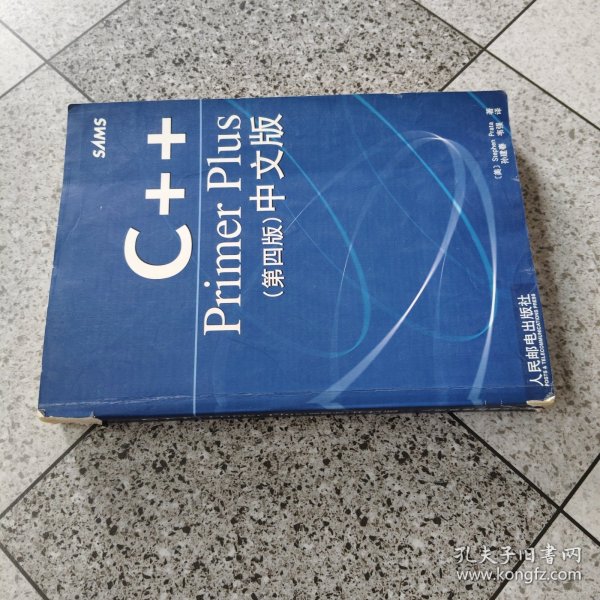 SAMS
C++
Primer Plus
(第四版)中文版
〔美〕Stephen Prata 著
孙建春 韦强 译
人民邮电出版社
POSTS & TELECOMMUNICATIONS PRESS
孔夫子旧书网
www.kongfz.com